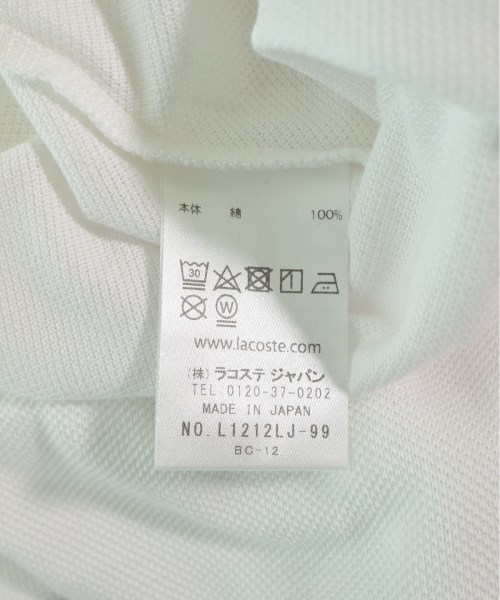 本体 綿 100%
30
W
www.lacoste.com
(株) ラコステ ジャパン
TEL 0120-37-0202
MADE IN JAPAN
NO. L1212LJ-99
BC-12